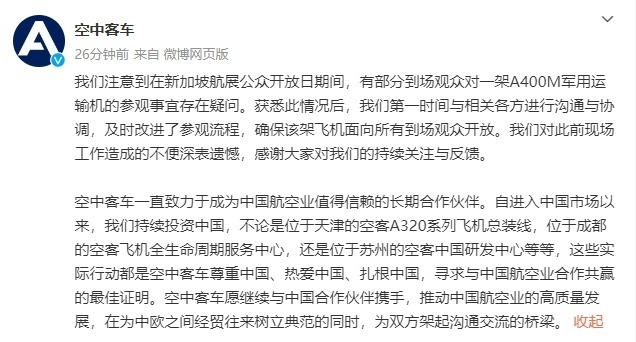 空中客车
26分钟前 来自 微博网页版
我们注意到在新加坡航展公众开放日期间，有部分到场观众对一架A400M军用运
输机的参观事宜存在疑问。获悉此情况后，我们第一时间与相关各方进行沟通与协
调，及时改进了参观流程，确保该架飞机面向所有到场观众开放。我们对此前现场
工作造成的不便深表遗憾，感谢大家对我们的持续关注与反馈。
空中客车一直致力于成为中国航空业值得信赖的长期合作伙伴。自进入中国市场以
来，我们持续投资中国，不论是位于天津的空客A320系列飞机总装线，位于成都
的空客飞机全生命周期服务中心，还是位于苏州的空客中国研发中心等等，这些实
际行动都是空中客车尊重中国、热爱中国、扎根中国，寻求与中国航空业合作共赢
的最佳证明。空中客车愿继续与中国合作伙伴携手，推动中国航空业的高质量发
展，在为中欧之间经贸往来树立典范的同时，为双方架起沟通交流的桥梁。 收起